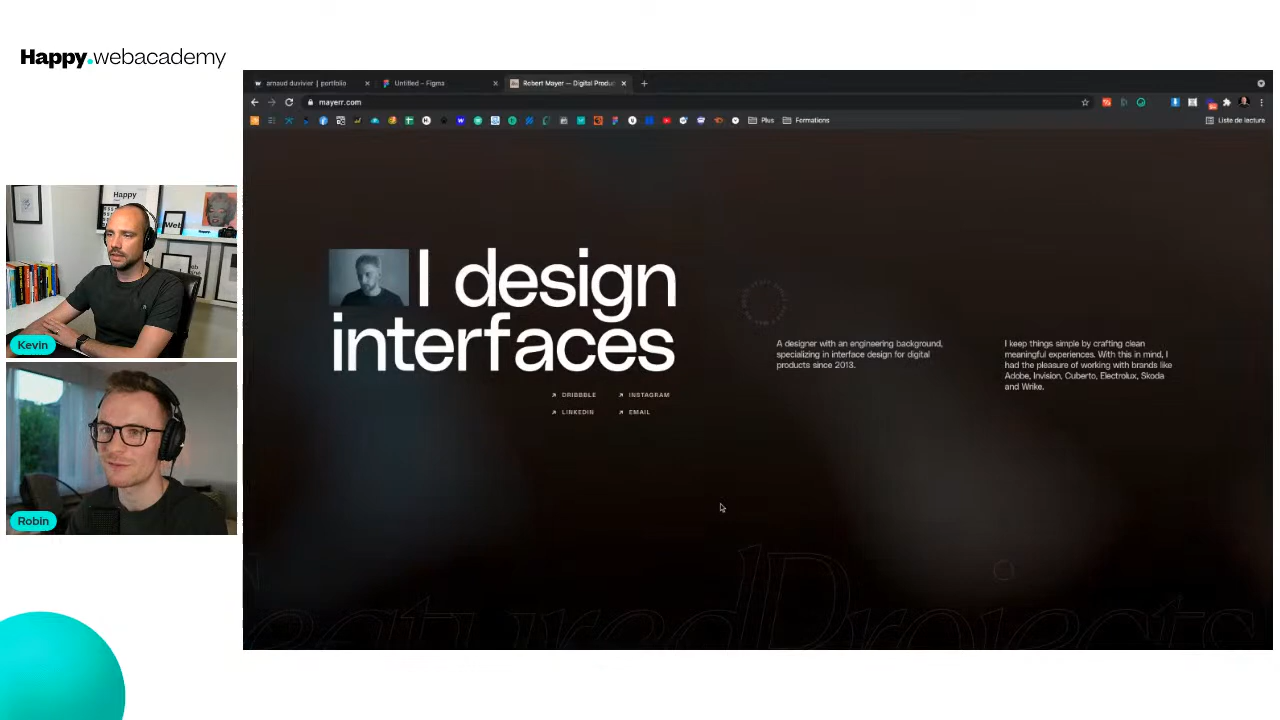 Happy.webacademy
arnaud duvivier | portfolio
Untitled – Figma
Robert Mayer — Digital Produc
mayerr.com
Plus
Formations
Liste de lecture
Happy
Web
Kevin
Robin
I design
interfaces
DRIBBBLE
INSTAGRAM
LINKEDIN
EMAIL
A designer with an engineering background,
specializing in interface design for digital
products since 2013.
I keep things simple by crafting clean
meaningful experiences. With this in mind, I
had the pleasure of working with brands like
Adobe, Invision, Cuberto, Electrolux, Skoda
and Wrike.
eaturedProjects